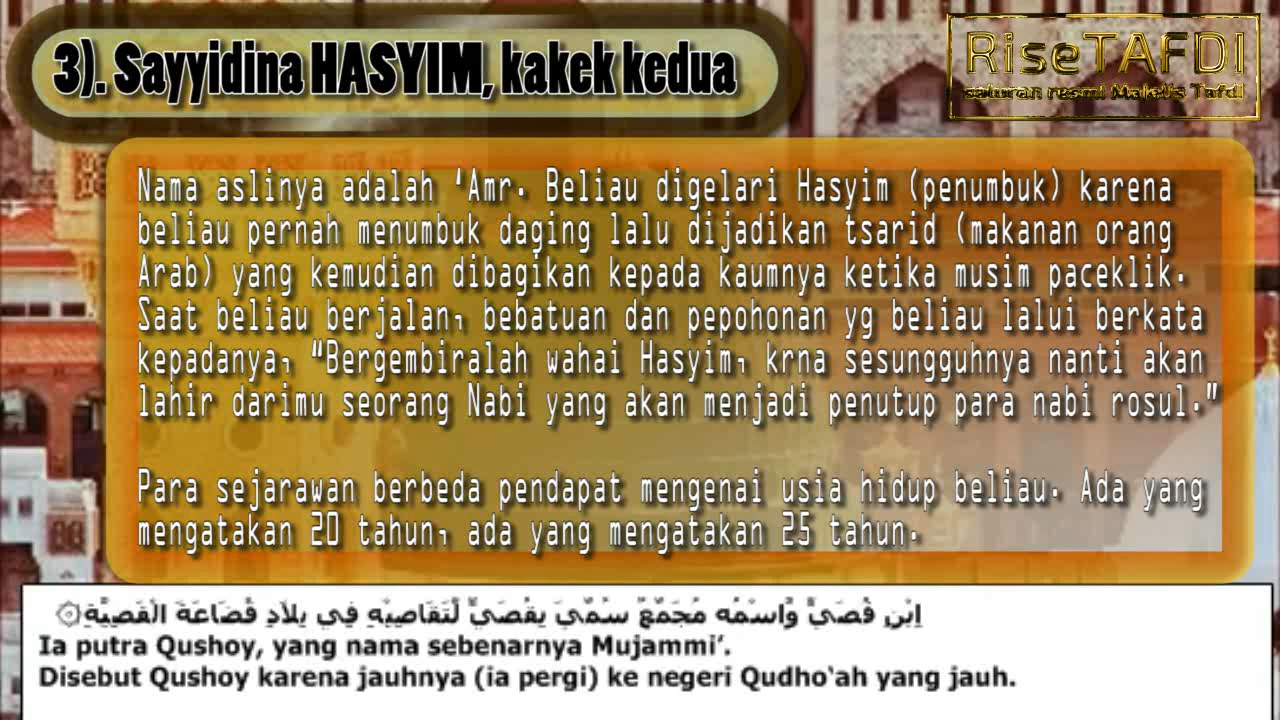 3). Sayyidina HASYIM, kakek kedua
RiseTAFDI
saluran resmi Majelis Tafdi
Nama aslinya adalah ‘Amr. Beliau digelari Hasyim (penumbuk) karena
beliau pernah menumbuk daging lalu dijadikan tsarid (makanan orang
Arab) yang kemudian dibagikan kepada kaumnya ketika musim paceklik.
Saat beliau berjalan, bebatuan dan pepohonan yg beliau lalui berkata
kepadanya, “Bergembiralah wahai Hasyim, krna sesungguhnya nanti akan
lahir darimu seorang Nabi yang akan menjadi penutup para nabi rosul.”
Para sejarawan berbeda pendapat mengenai usia hidup beliau. Ada yang
mengatakan 20 tahun, ada yang mengatakan 25 tahun.
اِبْنِ قُصَيٍّ وَّاسْمُهٗ مُجَمِّعٌ سُمِّيَ بِقُصَيٍّ لِّتَقَاصِيْهِ فِي بِلَادِ قُضَاعَةَ الْقَصِيَّةِ۞
Ia putra Qushoy, yang nama sebenarnya Mujammi’.
Disebut Qushoy karena jauhnya (ia pergi) ke negeri Qudho‘ah yang jauh.